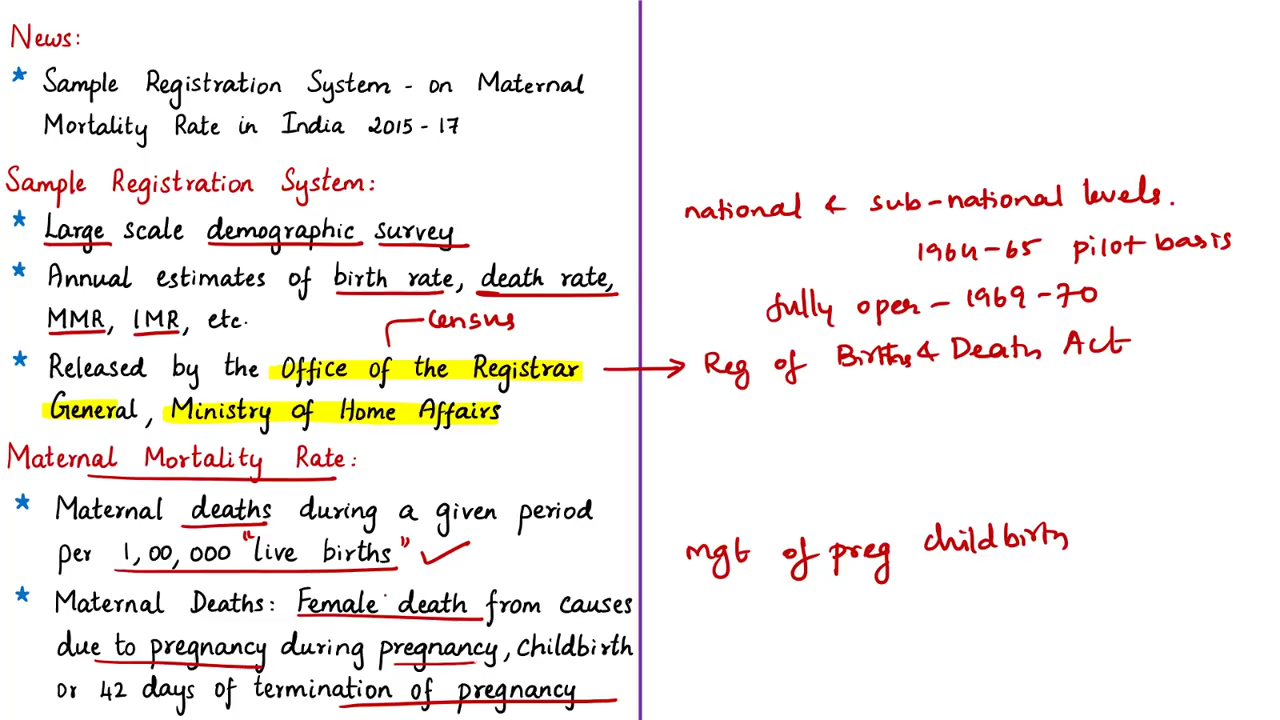 News:
* Sample Registration System - on Maternal
Mortality Rate in India 2015 - 17
Sample Registration System:
* Large scale demographic survey
* Annual estimates of birth rate, death rate,
MMR, IMR, etc.
census
* Released by the Office of the Registrar
General, Ministry of Home Affairs
Maternal Mortality Rate:
* Maternal deaths during a given period
per 1,00,000 "live births"
* Maternal Deaths: Female death from causes
due to pregnancy during pregnancy, childbirth
or 42 days of termination of pregnancy
national & sub-national levels.
1964-65 pilot basis
fully oper - 1969-70
Reg of Births & Death Act
mgt of preg childbirth